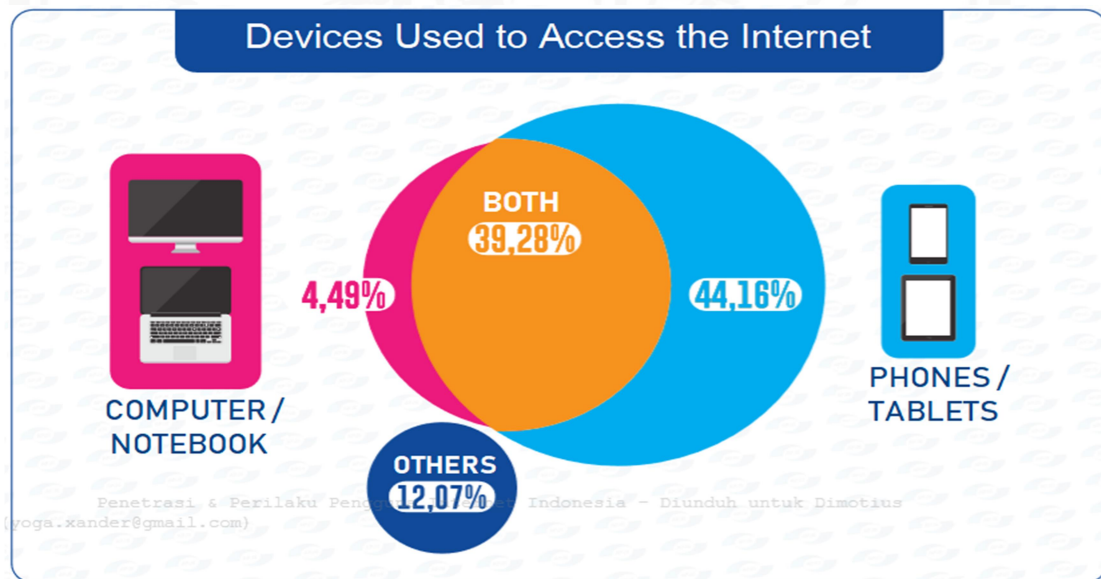 Devices Used to Access the Internet
BOTH
39,28%
4,49%
44,16%
COMPUTER /
NOTEBOOK
PHONES /
TABLETS
OTHERS
12,07%
Penetrasi & Perilaku Indonesia - Diunduh untuk Dimotius
(yoga.xander@gmail.com)